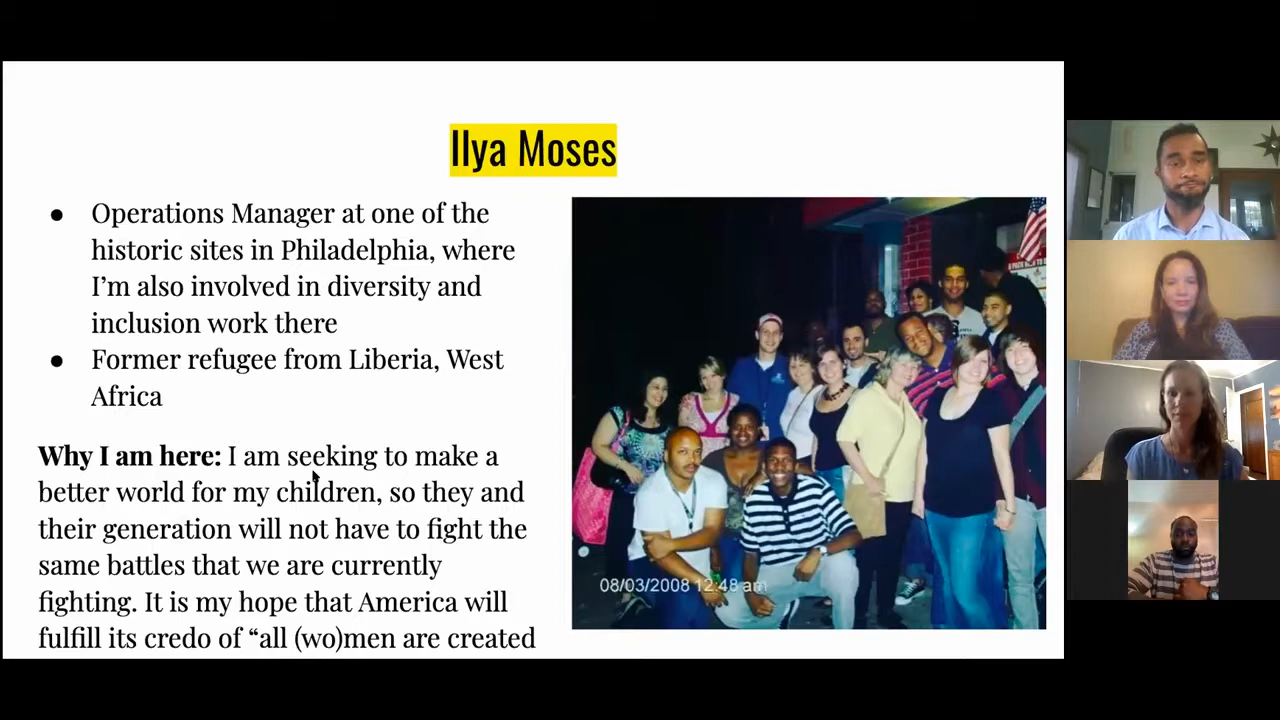 Ilya Moses
● Operations Manager at one of the
historic sites in Philadelphia, where
I’m also involved in diversity and
inclusion work there
● Former refugee from Liberia, West
Africa
Why I am here: I am seeking to make a
better world for my children, so they and
their generation will not have to fight the
same battles that we are currently
fighting. It is my hope that America will
fulfill its credo of “all (wo)men are created
08/03/2008 12:48 am